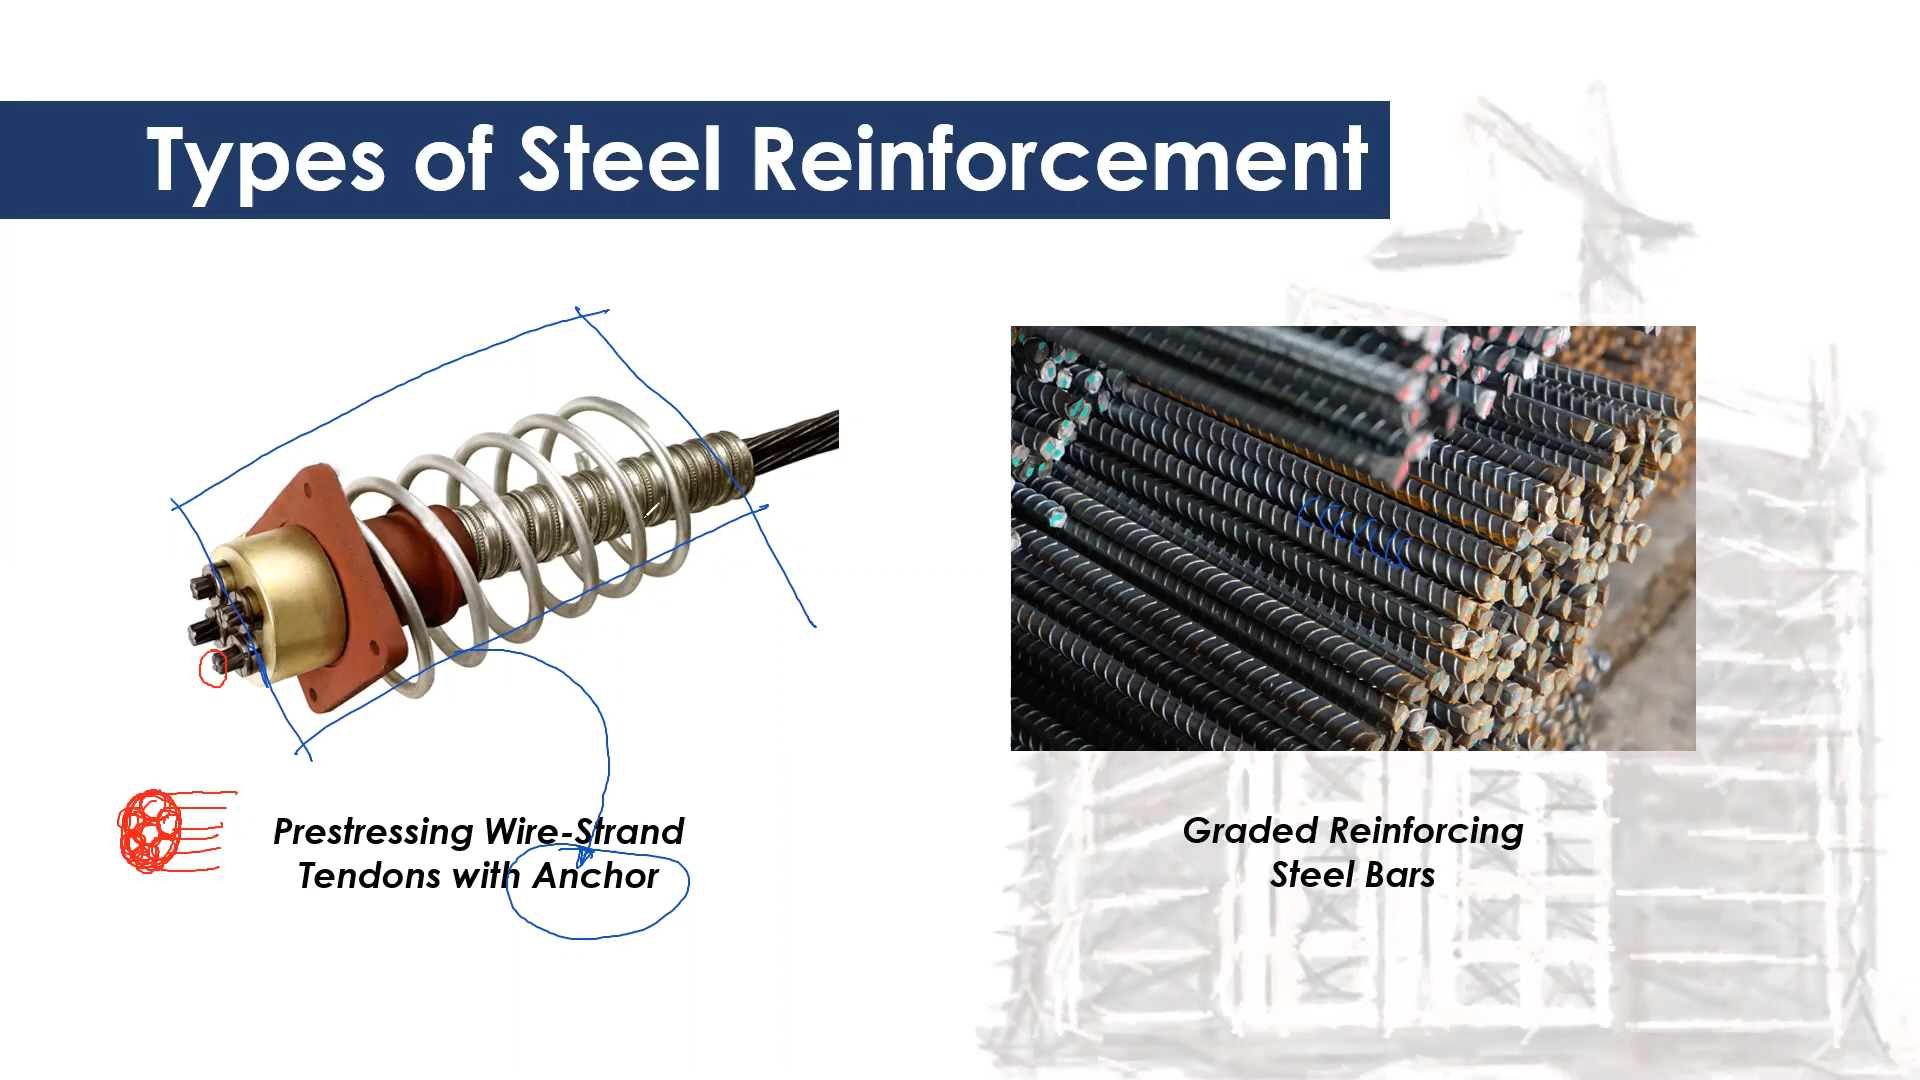 Types of Steel Reinforcement
Prestressing Wire-Strand
Tendons with Anchor
Graded Reinforcing
Steel Bars